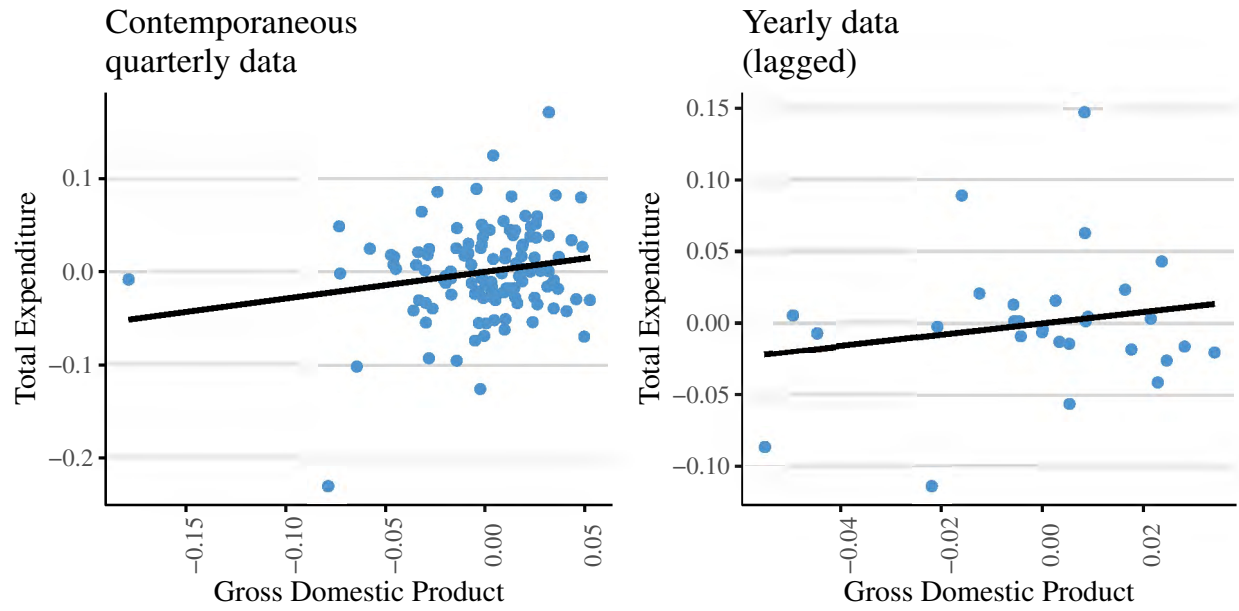 Contemporaneous
quarterly data
Total Expenditure
0.1
0.0
−0.1
−0.2
−0.15
−0.10
−0.05
0.00
0.05
Gross Domestic Product
Yearly data
(lagged)
Total Expenditure
0.15
0.10
0.05
0.00
−0.05
−0.10
−0.04
−0.02
0.00
0.02
Gross Domestic Product